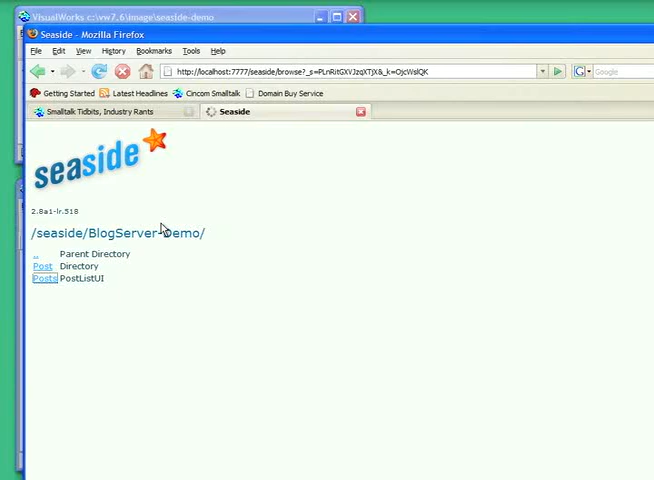 VisualWorks c:\vw7.6\image\seaside-demo
Seaside - Mozilla Firefox
File Edit View History Bookmarks Tools Help
http://localhost:7777/seaside/browse?_s=PLnRitGXVJzqXTjX&_k=OjcWslQK
Google
Getting Started Latest Headlines Cincom Smalltalk Domain Buy Service
Smalltalk Tidbits, Industry Rants Seaside
seaside
2.8a1-lr.518
/seaside/BlogServer-Demo/
.. Parent Directory
Post Directory
Posts PostListUI